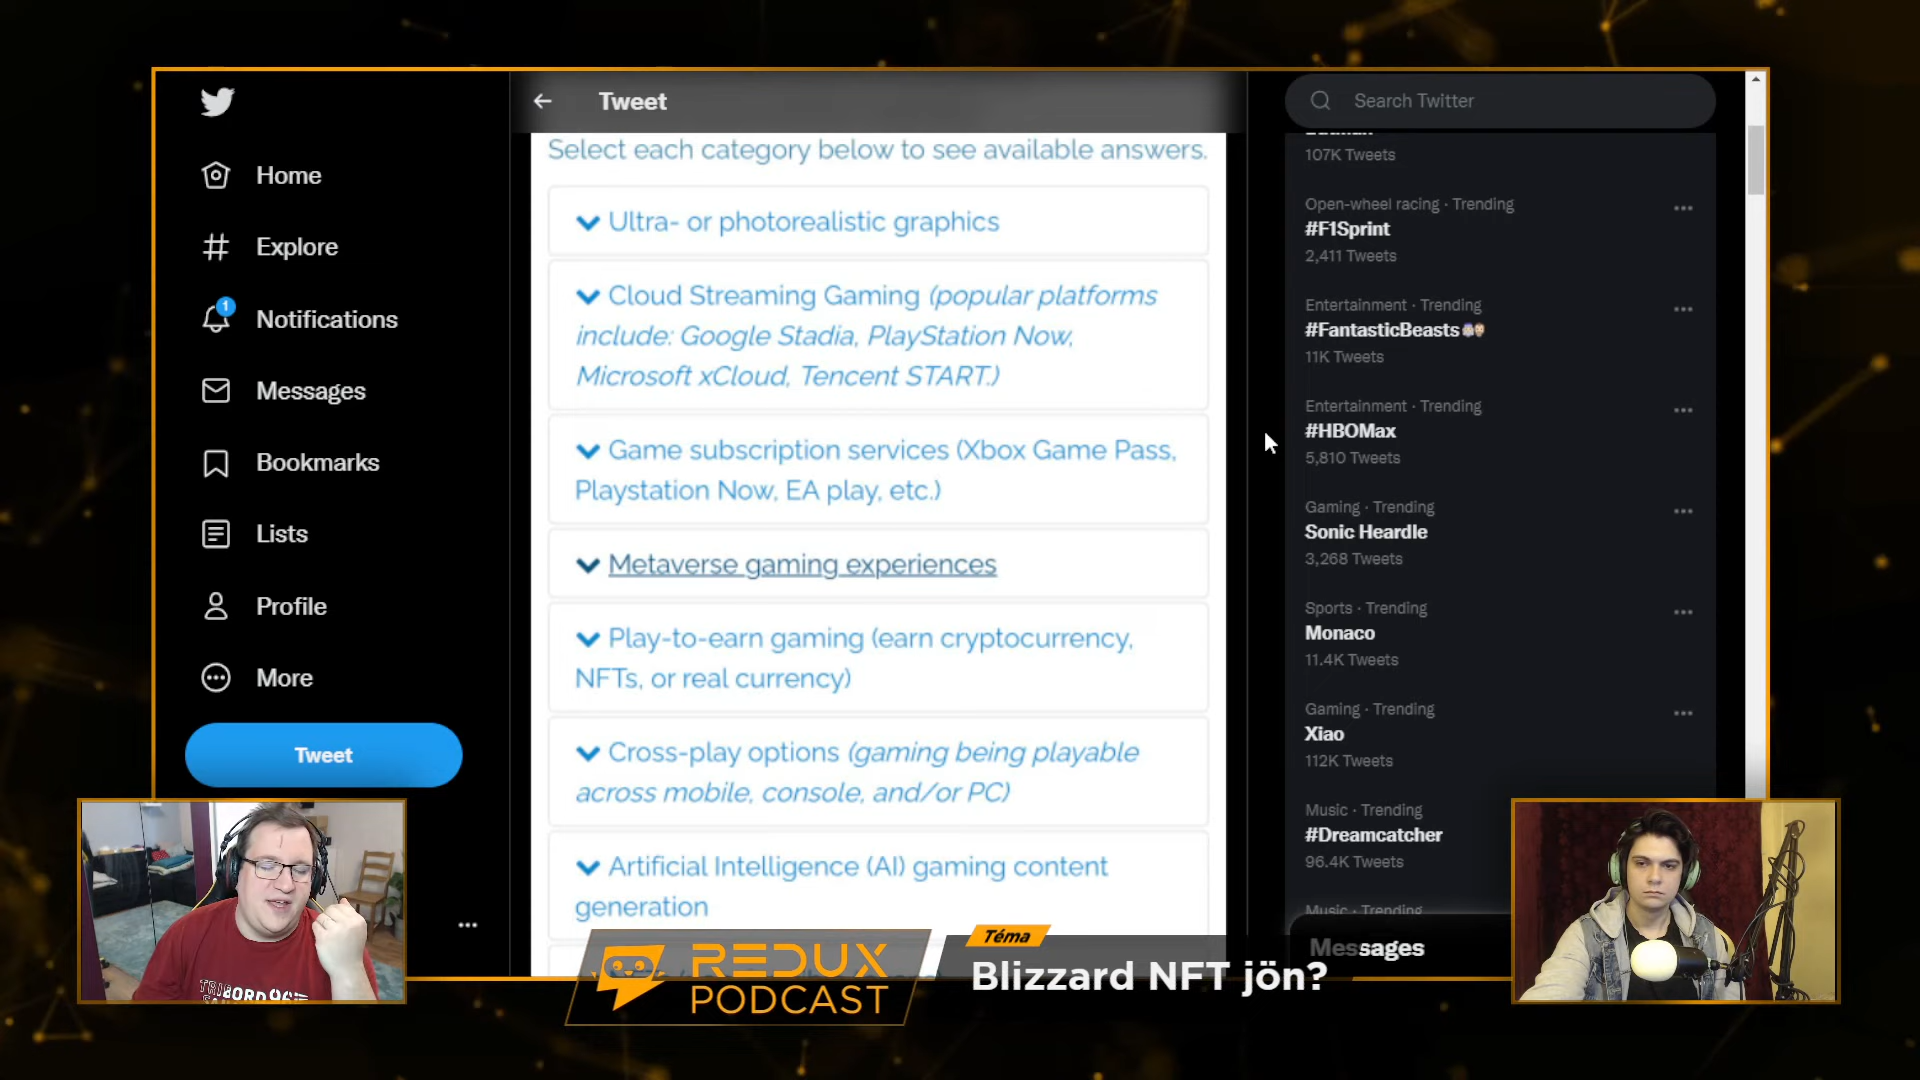 Home
Explore
1
Notifications
Messages
Bookmarks
Lists
Profile
More
Tweet
Tweet
Select each category below to see available answers.
Ultra- or photorealistic graphics
Cloud Streaming Gaming (popular platforms
include: Google Stadia, PlayStation Now,
Microsoft xCloud, Tencent START.)
Game subscription services (Xbox Game Pass,
Playstation Now, EA play, etc.)
Metaverse gaming experiences
Play-to-earn gaming (earn cryptocurrency,
NFTs, or real currency)
Cross-play options (gaming being playable
across mobile, console, and/or PC)
Artificial Intelligence (AI) gaming content
generation
Search Twitter
107K Tweets
Open-wheel racing · Trending
#F1Sprint
2,411 Tweets
Entertainment · Trending
#FantasticBeasts
11K Tweets
Entertainment · Trending
#HBOMax
5,810 Tweets
Gaming · Trending
Sonic Heardle
3,268 Tweets
Sports · Trending
Monaco
11.4K Tweets
Gaming · Trending
Xiao
112K Tweets
Music · Trending
#Dreamcatcher
96.4K Tweets
Music · Trending
Messages
REDUX
PODCAST
Téma
Blizzard NFT jön?